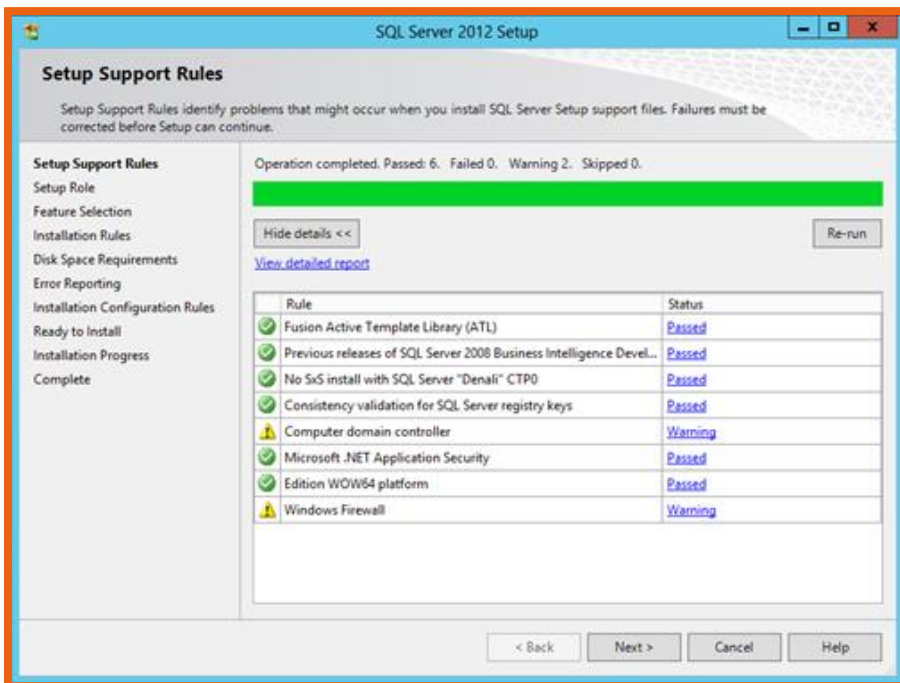 SQL Server 2012 Setup
Setup Support Rules
Setup Support Rules identify problems that might occur when you install SQL Server Setup support files. Failures must be
corrected before Setup can continue.
Setup Support Rules
Setup Role
Feature Selection
Installation Rules
Disk Space Requirements
Error Reporting
Installation Configuration Rules
Ready to Install
Installation Progress
Complete
Operation completed. Passed: 6. Failed 0. Warning 2. Skipped 0.
Hide details <<
Re-run
View detailed report
Rule Status
Fusion Active Template Library (ATL) Passed
Previous releases of SQL Server 2008 Business Intelligence Devel... Passed
No SxS install with SQL Server "Denali" CTP0 Passed
Consistency validation for SQL Server registry keys Passed
Computer domain controller Warning
Microsoft .NET Application Security Passed
Edition WOW64 platform Passed
Windows Firewall Warning
< Back Next > Cancel Help